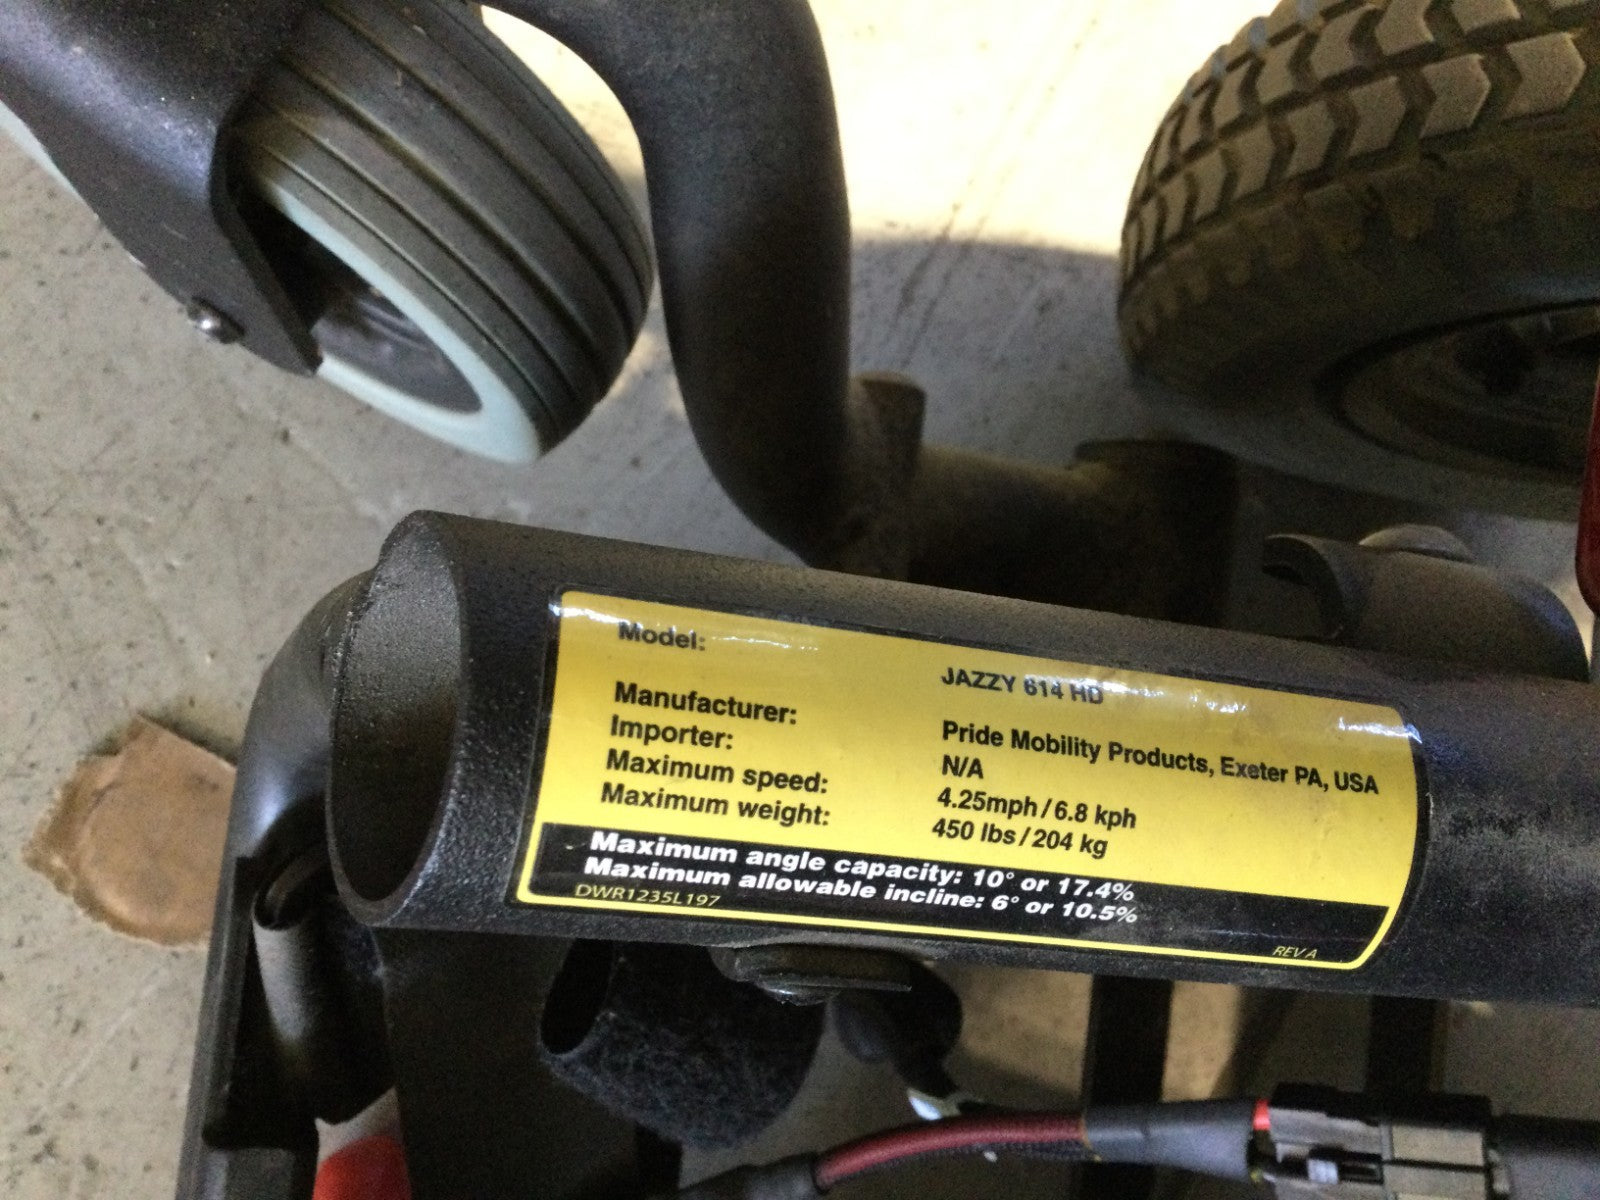 Model: JAZZY 614 HD
Manufacturer: Pride Mobility Products, Exeter PA, USA
Importer: N/A
Maximum speed: 4.25mph / 6.8 kph
Maximum weight: 450 lbs / 204 kg
Maximum angle capacity: 10° or 17.4%
Maximum allowable incline: 6° or 10.5%
DWR1235L197 REV A